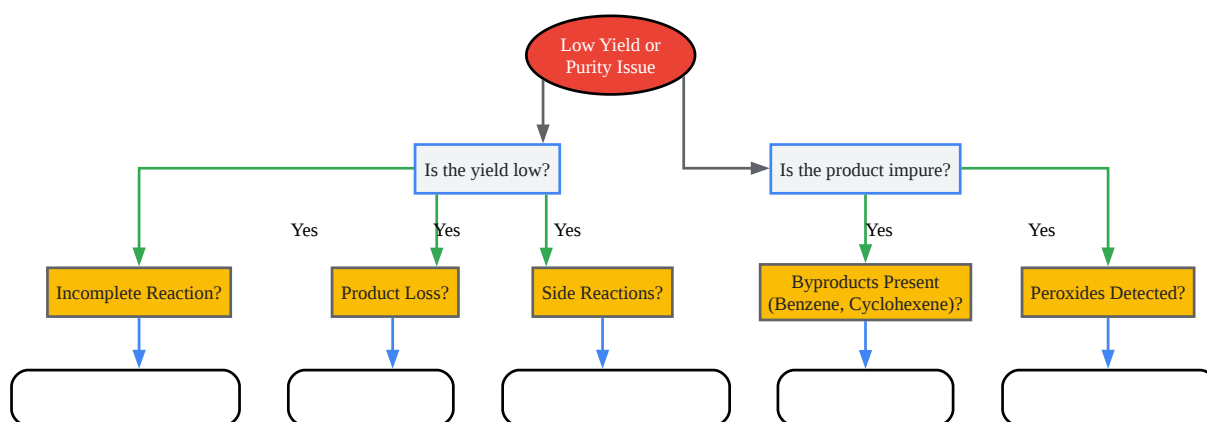 Low Yield or
Purity Issue
Is the yield low?
Is the product impure?
Yes
Yes
Yes
Yes
Yes
Incomplete Reaction?
Product Loss?
Side Reactions?
Byproducts Present
(Benzene, Cyclohexene)?
Peroxides Detected?